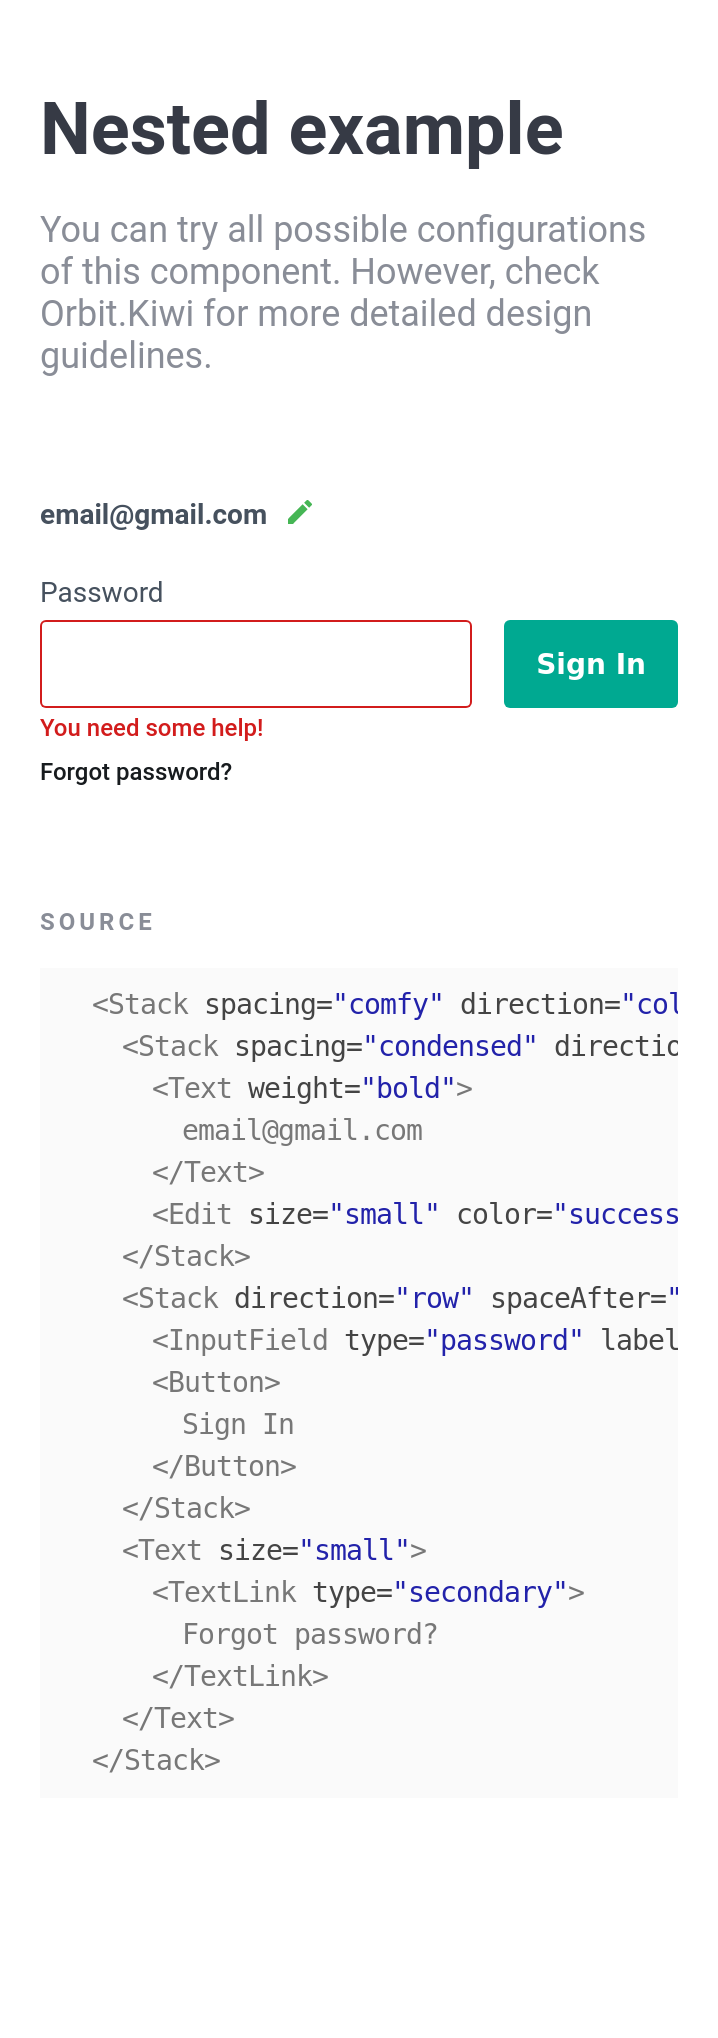 Nested example
You can try all possible configurations
of this component. However, check
Orbit.Kiwi for more detailed design
guidelines.
email@gmail.com
Password
Sign In
You need some help!
Forgot password?
SOURCE
<Stack spacing="comfy" direction="col
<Stack spacing="condensed" directio
<Text weight="bold">
email@gmail.com
</Text>
<Edit size="small" color="success
</Stack>
<Stack direction="row" spaceAfter="
<InputField type="password" label
<Button>
Sign In
</Button>
</Stack>
<Text size="small">
<TextLink type="secondary">
Forgot password?
</TextLink>
</Text>
</Stack>